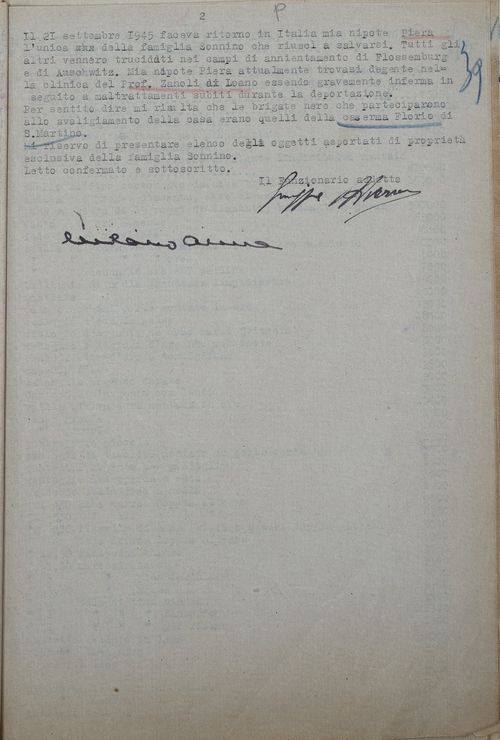 2
P
Il 2I settembre I945 faceva ritorno in Italia mia nipote Piera
l'unica xxx della famiglia Sonnino che riuscì a salvarsi. Tutti gli
altri vennero trucidati nei campi di annientamento di Flossemburg
e di Auschwitz. Mia nipote Piera attualmente trovasi degente nel=
la clinica del Prof. Zanoli di Loano essendo gravemente inferma in
seguito a maltrattamenti subiti durante la deportazione.
Per sentito dire mi risulta che le brigate nere che parteciparono
allo svaligiamento della casa erano quelli della caserma Florio di
S.Martino.
Mi riservo di presentare elenco degli oggetti asportati di proprietà
esclusiva della famiglia Sonnino.
Letto confermato e sottoscritto.
Il Funzionario addetto
Milano Anna
39